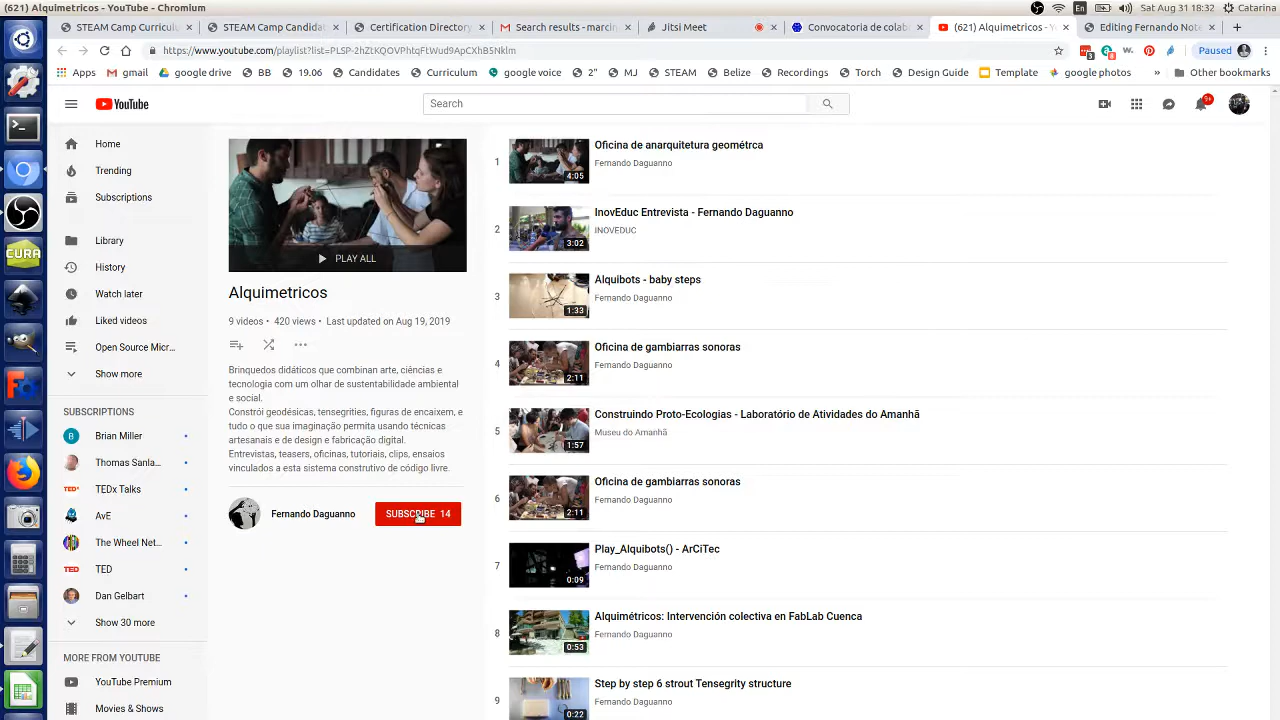 (621) Alquimetricos - YouTube - Chromium
En
Sat Aug 31 18:32
Catarina
STEAM Camp Curriculu
STEAM Camp Candidates
Certification Different
Search results - marcin
Jitsi Meet
Convocatoria de colab
(621) Alquimetricos - Y
Editing Fernando Note
https://www.youtube.com/playlist?list=PLSP-2hZtKQOVPhtqFtWud9ApCXhB5Nklm
Paused
Apps
gmail
google drive
BB
19.06
Candidates
Curriculum
google voice
2"
MJ
STEAM
Belize
Recordings
Torch
Design Guide
Template
google photos
»
Other bookmarks
YouTube
Search
9+
Home
Trending
Subscriptions
Library
History
Watch later
Liked videos
Open Source Micr...
Show more
SUBSCRIPTIONS
Brian Miller
Thomas Sanla...
TEDx Talks
AvE
The Wheel Net...
TED
Dan Gelbart
Show 30 more
MORE FROM YOUTUBE
YouTube Premium
Movies & Shows
CURA
PLAY ALL
Alquimetricos
9 videos • 420 views • Last updated on Aug 19, 2019
Brinquedos didáticos que combinan arte, ciências e
tecnologia com um olhar de sustentabilidade ambiental
e social.
Constrói geodésicas, tensegrities, figuras de encaixem, e
tudo o que sua imaginação permita usando técnicas
artesanais e de design e fabricação digital.
Entrevistas, teasers, oficinas, tutoriais, clips, ensaios
vinculados a esta sistema construtivo de código livre.
Fernando Daguanno
SUBSCRIBE 14
1
4:05
Oficina de anarquitetura geométrca
Fernando Daguanno
2
3:02
InovEduc Entrevista - Fernando Daguanno
INOVEDUC
3
1:33
Alquibots - baby steps
Fernando Daguanno
4
2:11
Oficina de gambiarras sonoras
Fernando Daguanno
5
1:57
Construindo Proto-Ecologias - Laboratório de Atividades do Amanhã
Museu do Amanhã
6
2:11
Oficina de gambiarras sonoras
Fernando Daguanno
7
0:09
Play_Alquibots() - ArCiTec
Fernando Daguanno
8
0:53
Alquimétricos: Intervención colectiva en FabLab Cuenca
Fernando Daguanno
9
0:22
Step by step 6 strout Tensegrity structure
Fernando Daguanno